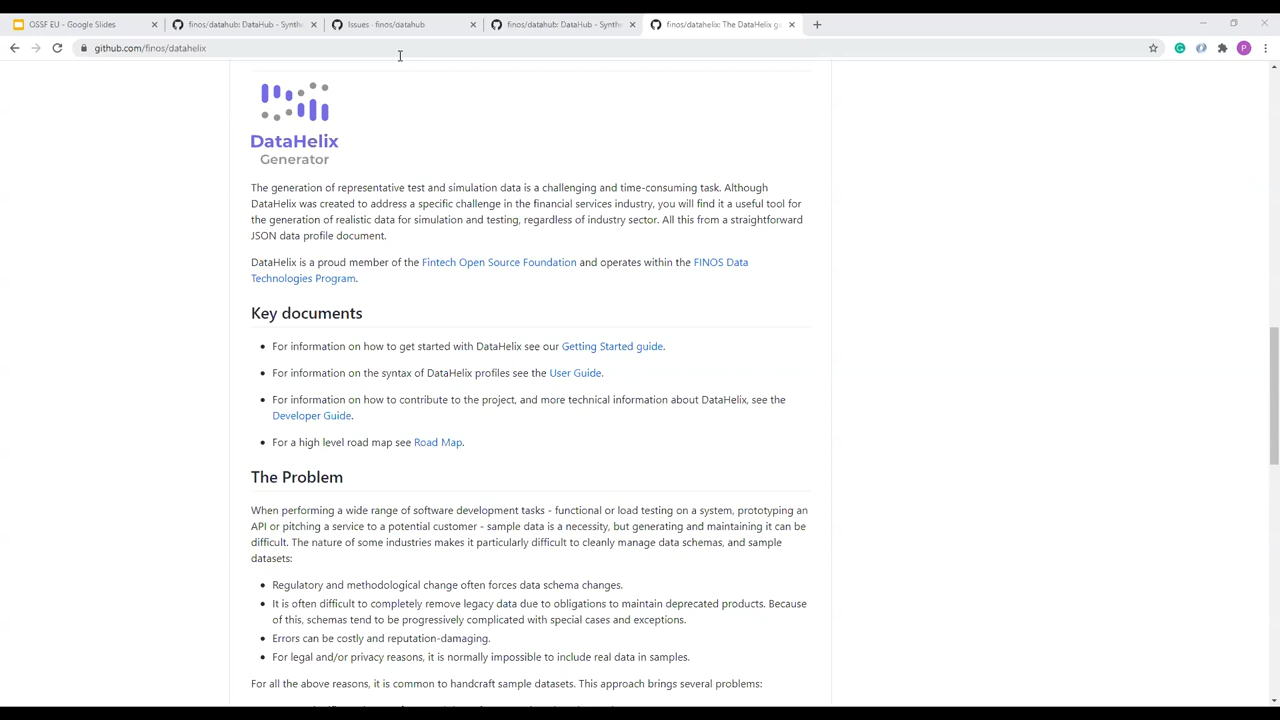 OSSF EU - Google Slides
finos/datahub: DataHub - Synthe
Issues · finos/datahub
finos/datahub: DataHub - Synthe
finos/datahelix: The DataHelix ge
github.com/finos/datahelix
P
DataHelix
Generator
The generation of representative test and simulation data is a challenging and time-consuming task. Although
DataHelix was created to address a specific challenge in the financial services industry, you will find it a useful tool for
the generation of realistic data for simulation and testing, regardless of industry sector. All this from a straightforward
JSON data profile document.
DataHelix is a proud member of the Fintech Open Source Foundation and operates within the FINOS Data
Technologies Program.
Key documents
For information on how to get started with DataHelix see our Getting Started guide.
For information on the syntax of DataHelix profiles see the User Guide.
For information on how to contribute to the project, and more technical information about DataHelix, see the
Developer Guide.
For a high level road map see Road Map.
The Problem
When performing a wide range of software development tasks - functional or load testing on a system, prototyping an
API or pitching a service to a potential customer - sample data is a necessity, but generating and maintaining it can be
difficult. The nature of some industries makes it particularly difficult to cleanly manage data schemas, and sample
datasets:
Regulatory and methodological change often forces data schema changes.
It is often difficult to completely remove legacy data due to obligations to maintain deprecated products. Because
of this, schemas tend to be progressively complicated with special cases and exceptions.
Errors can be costly and reputation-damaging.
For legal and/or privacy reasons, it is normally impossible to include real data in samples.
For all the above reasons, it is common to handcraft sample datasets. This approach brings several problems: